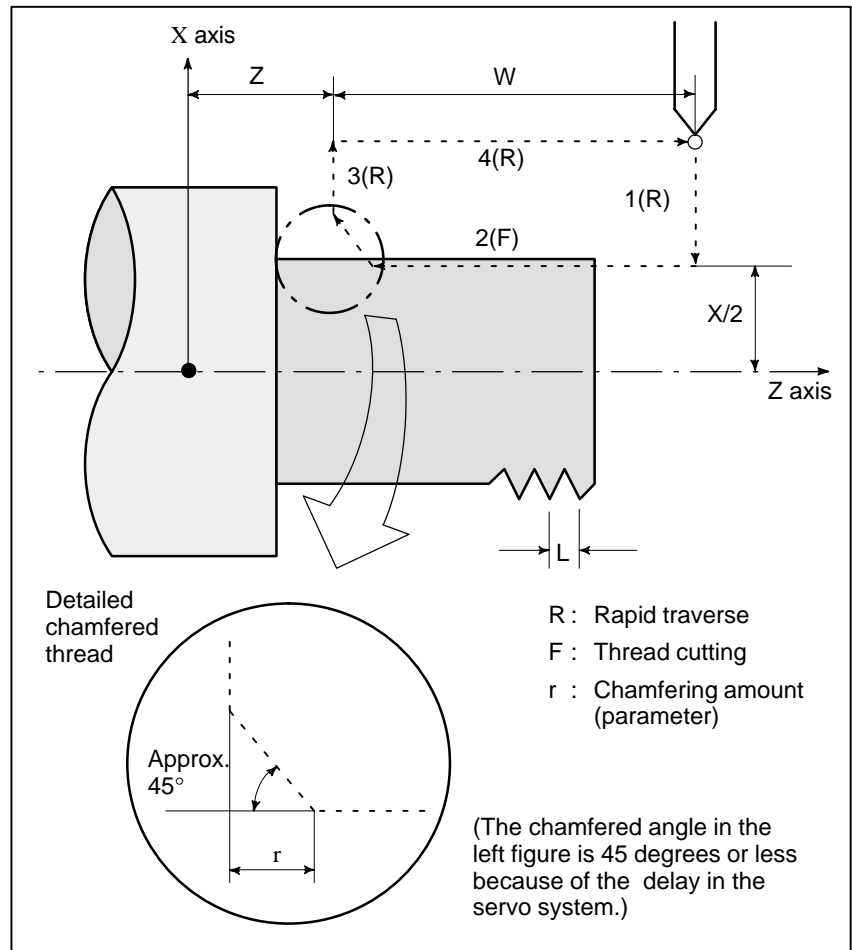 X axis
Z
W
4(R)
3(R)
1(R)
2(F)
X/2
Z axis
L
Detailed
chamfered
thread
R : Rapid traverse
F : Thread cutting
r : Chamfering amount
(parameter)
Approx.
45°
r
(The chamfered angle in the
left figure is 45 degrees or less
because of the delay in the
servo system.)